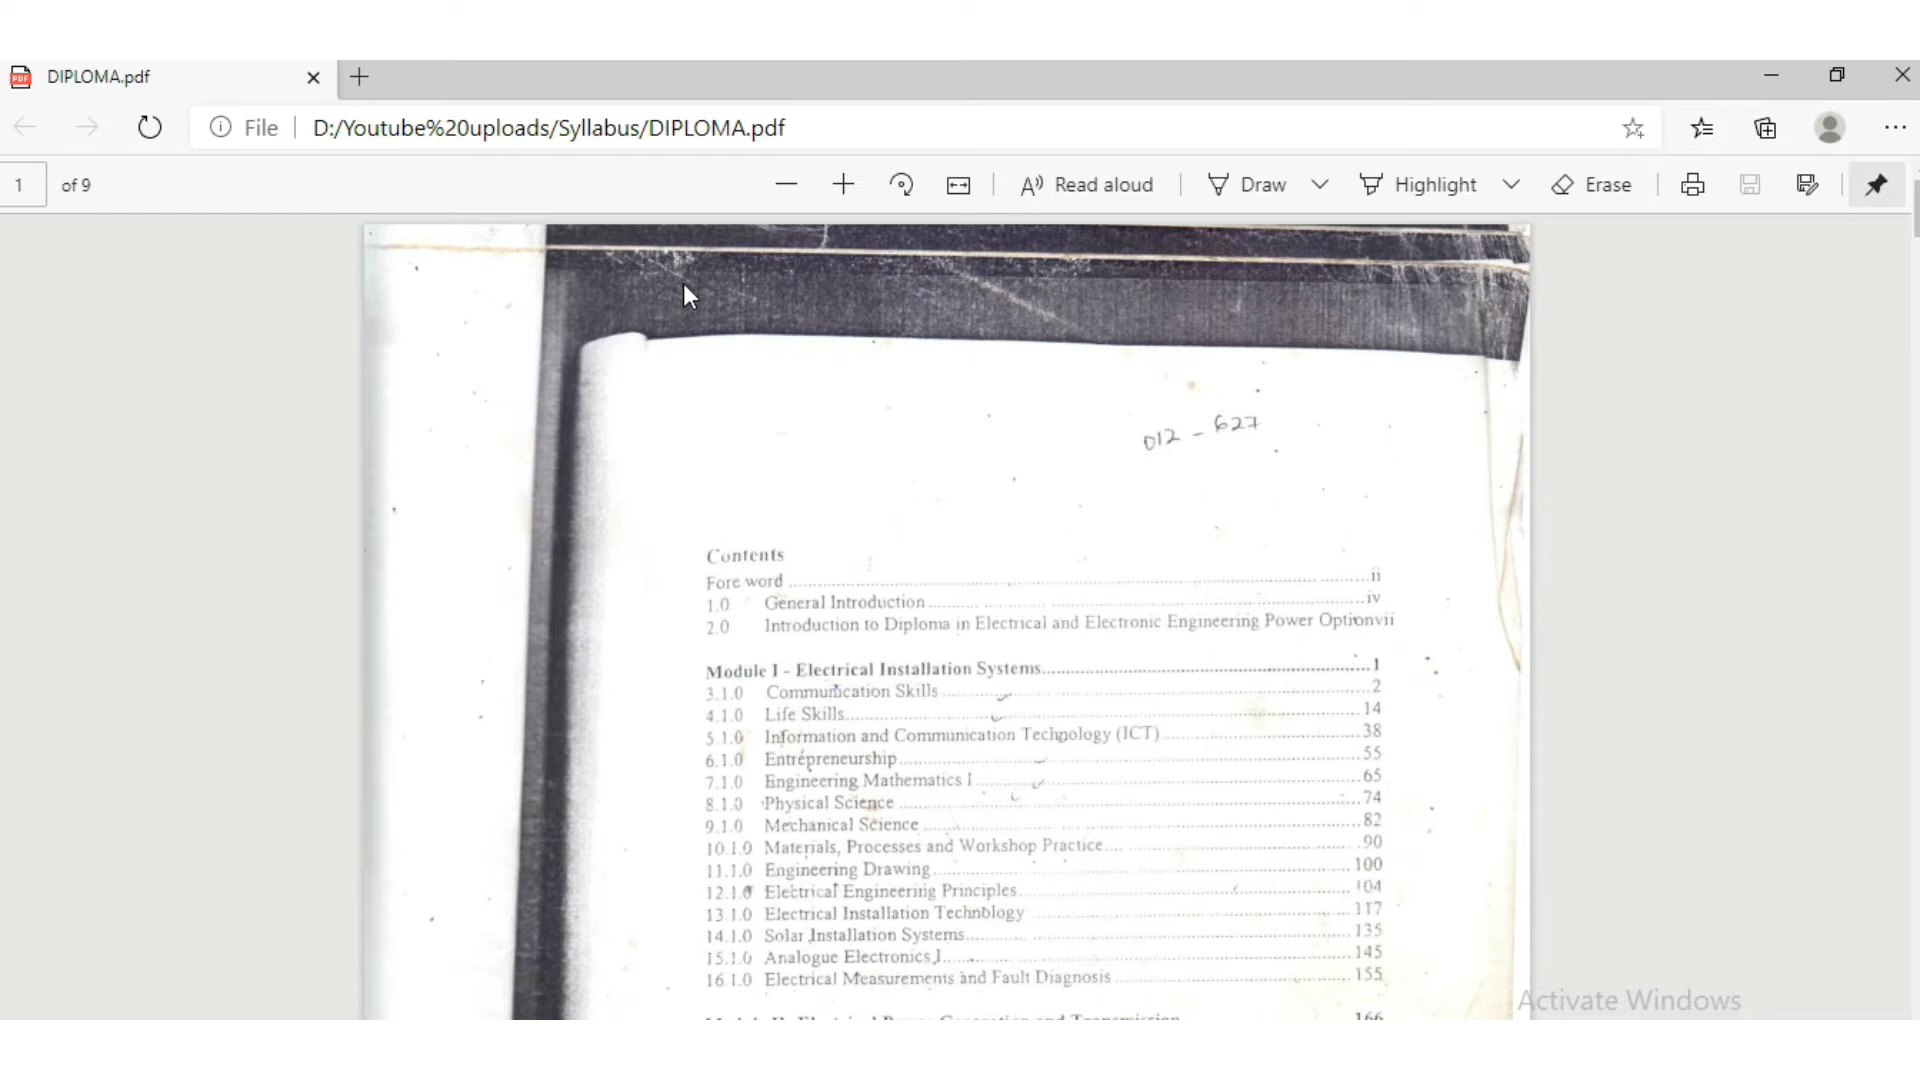 DIPLOMA.pdf
File D:/Youtube%20uploads/Syllabus/DIPLOMA.pdf
1 of 9 Read aloud Draw Highlight Erase
012 - 627
Contents
Fore word ii
1.0 General Introduction iv
2.0 Introduction to Diploma in Electrical and Electronic Engineering Power Option vii
Module I - Electrical Installation Systems 1
3.1.0 Communication Skills 2
4.1.0 Life Skills 14
5.1.0 Information and Communication Technology (ICT) 38
6.1.0 Entrepreneurship 55
7.1.0 Engineering Mathematics I 65
8.1.0 Physical Science 74
9.1.0 Mechanical Science 82
10.1.0 Materials, Processes and Workshop Practice 90
11.1.0 Engineering Drawing 100
12.1.0 Electrical Engineering Principles 104
13.1.0 Electrical Installation Technology 117
14.1.0 Solar Installation Systems 135
15.1.0 Analogue Electronics I 145
16.1.0 Electrical Measurements and Fault Diagnosis 155
166
Activate Windows